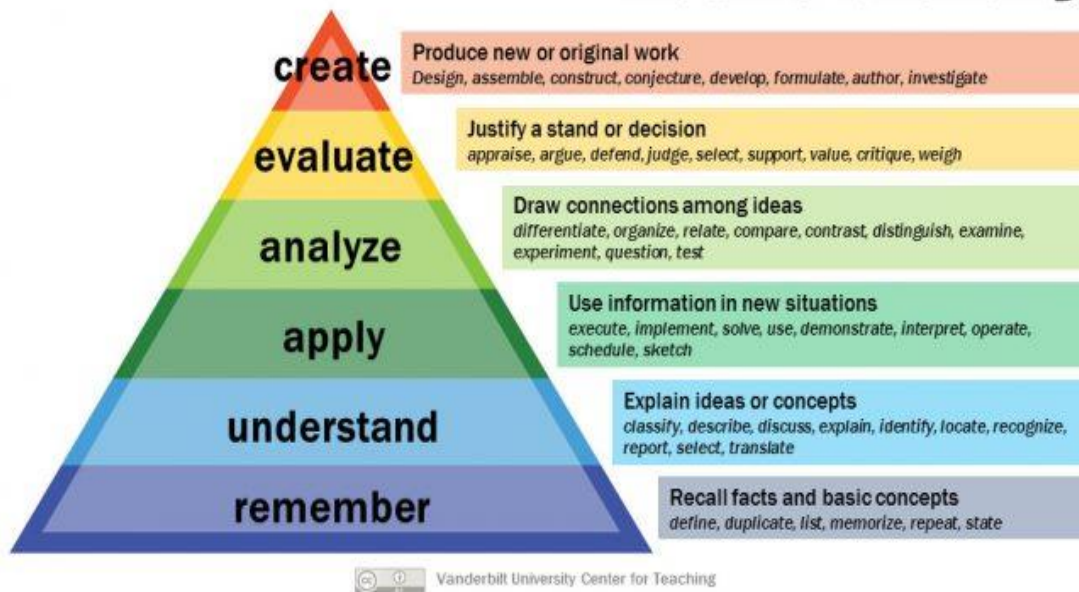 create
Produce new or original work
Design, assemble, construct, conjecture, develop, formulate, author, investigate
evaluate
Justify a stand or decision
appraise, argue, defend, judge, select, support, value, critique, weigh
analyze
Draw connections among ideas
differentiate, organize, relate, compare, contrast, distinguish, examine,
experiment, question, test
apply
Use information in new situations
execute, implement, solve, use, demonstrate, interpret, operate,
schedule, sketch
understand
Explain ideas or concepts
classify, describe, discuss, explain, identify, locate, recognize,
report, select, translate
remember
Recall facts and basic concepts
define, duplicate, list, memorize, repeat, state
cc
Vanderbilt University Center for Teaching